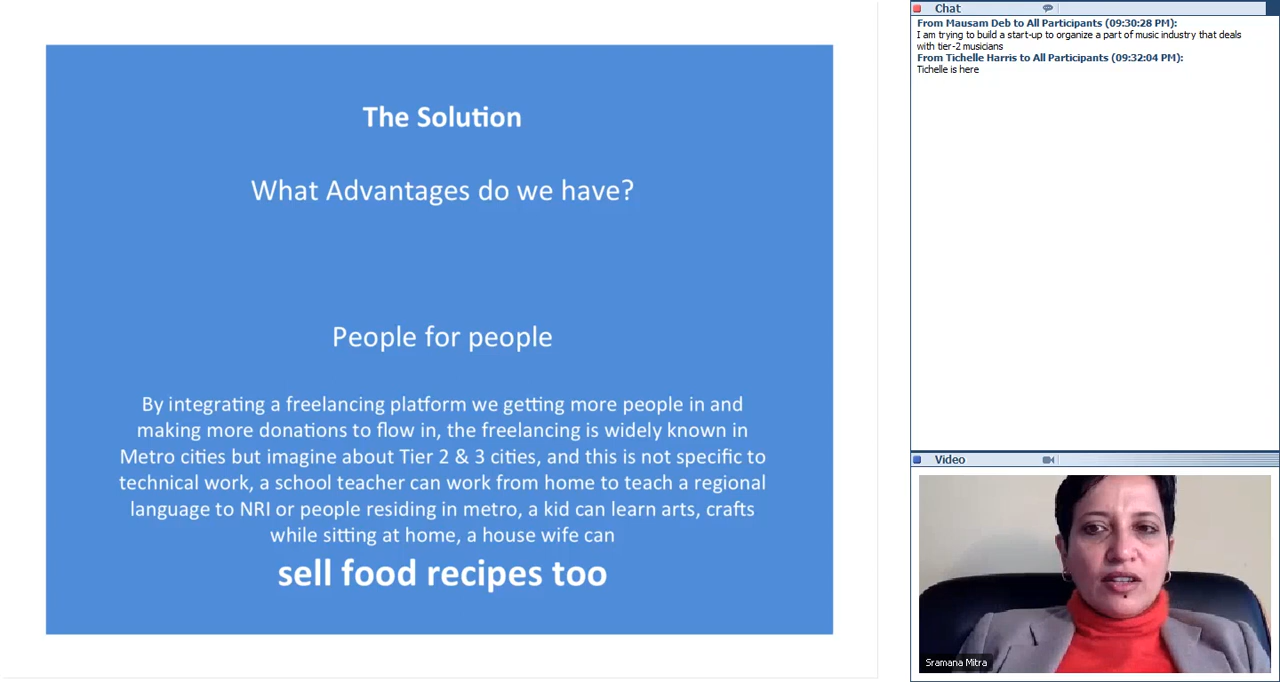 The Solution
What Advantages do we have?
People for people
By integrating a freelancing platform we getting more people in and
making more donations to flow in, the freelancing is widely known in
Metro cities but imagine about Tier 2 & 3 cities, and this is not specific to
technical work, a school teacher can work from home to teach a regional
language to NRI or people residing in metro, a kid can learn arts, crafts
while sitting at home, a house wife can
sell food recipes too
Chat
From Mausam Deb to All Participants (09:30:28 PM):
I am trying to build a start-up to organize a part of music industry that deals
with tier-2 musicians
From Tichelle Harris to All Participants (09:32:04 PM):
Tichelle is here
Video
Sramana Mitra